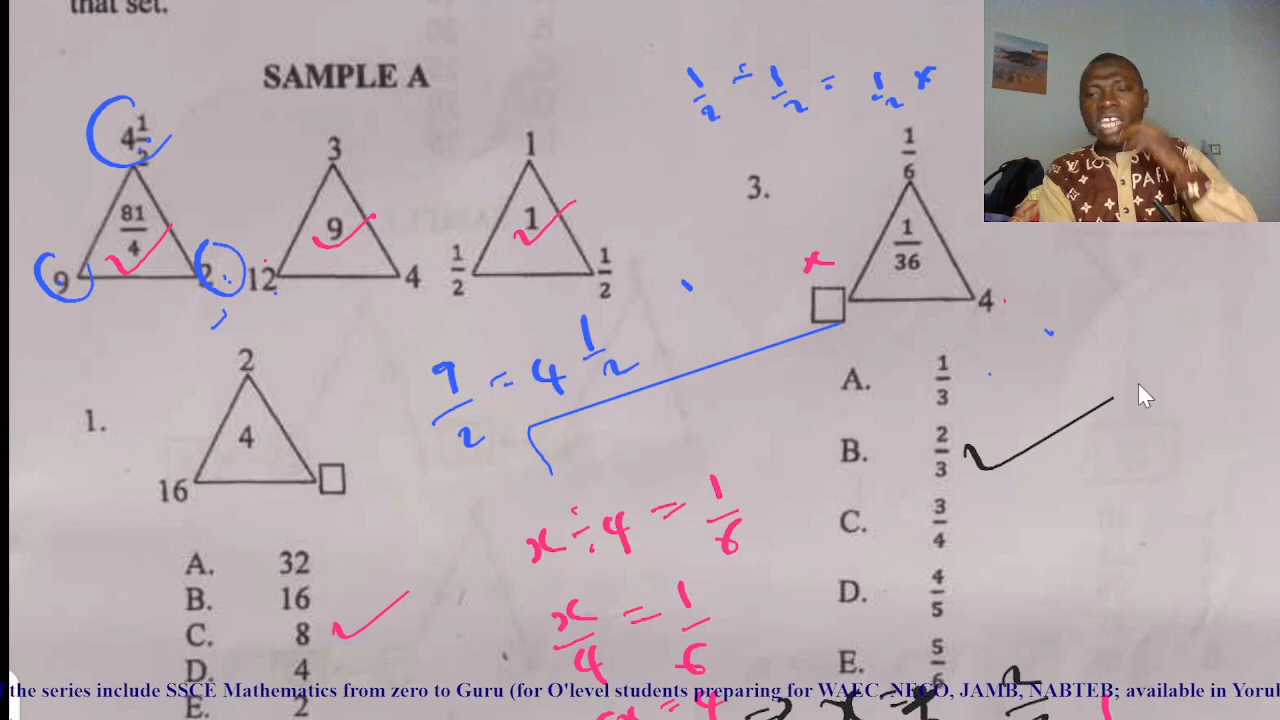 that set.
SAMPLE A
4 1/2
81/4
9 2
3
9
12 4
1
1
1/2 1/2
1/2 ÷ 1/2 = 1/2 ×
9/2 = 4 1/2
1.
2
4
16
A. 32
B. 16
C. 8
D. 4
E. 2
3.
1/6
1/36
x
4
A. 1/3
B. 2/3
C. 3/4
D. 4/5
E. 5/6
x ÷ 4 = 1/6
x/4 = 1/6
PARI
f the series include SSCE Mathematics from zero to Guru (for O'level students preparing for WAEC, NECO, JAMB, NABTEB; available in Yorul